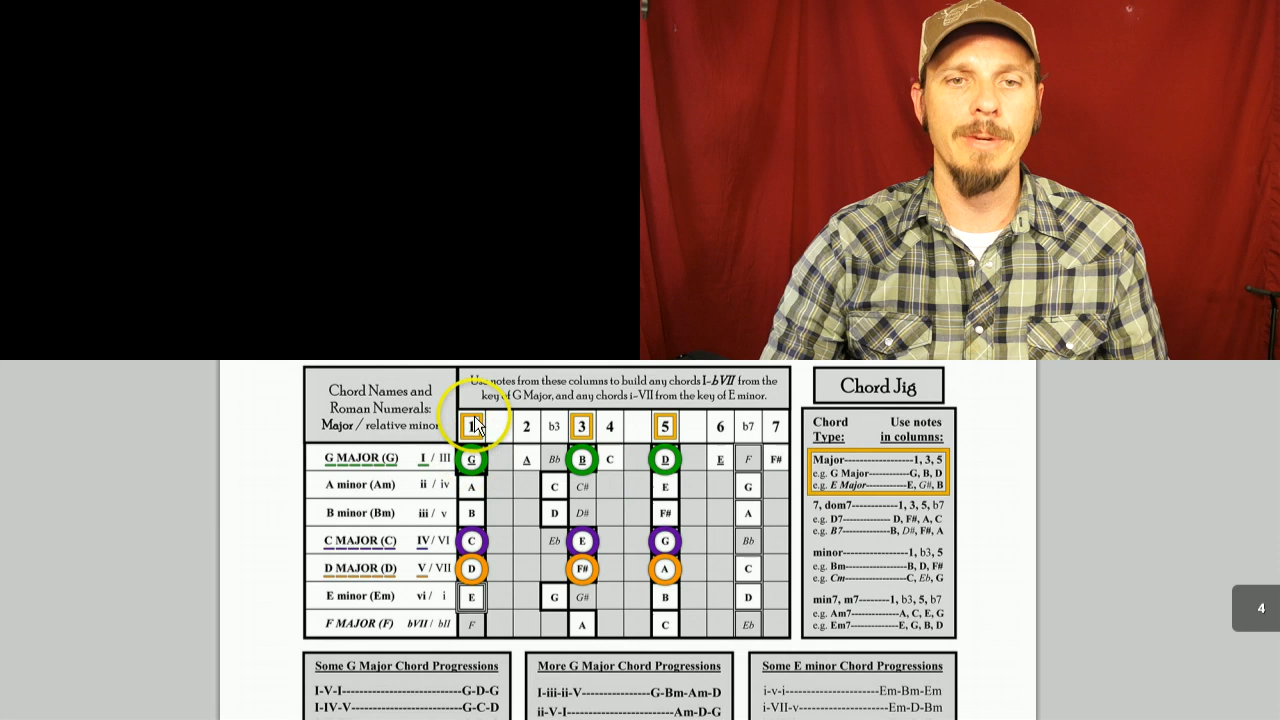 Chord Names and
Roman Numerals:
Major / relative minor
Use notes from these columns to build any chords I-bVII from the
key of G Major, and any chords i-VII from the key of E minor.
1 2 b3 3 4 5 6 b7 7
G MAJOR (G) I / III G A Bb B C D E F F#
A minor (Am) ii / iv A C C# E G
B minor (Bm) iii / v B D D# F# A
C MAJOR (C) IV / VI C Eb E G Bb
D MAJOR (D) V / VII D F# A C
E minor (Em) vi / i E G G# B D
F MAJOR (F) bVII / bII F A C Eb
Chord Jig
Chord Use notes
Type: in columns:
Major---------------1, 3, 5
e.g. G Major----------G, B, D
e.g. E Major-----------E, G#, B
7, dom7-----------1, 3, 5, b7
e.g. D7----------- D, F#, A, C
e.g. B7-----------B, D#, F#, A
minor--------------1, b3, 5
e.g. Bm--------------B, D, F#
e.g. Cm--------------C, Eb, G
min7, m7--------1, b3, 5, b7
e.g. Am7-----------A, C, E, G
e.g. Em7-----------E, G, B, D
4
Some G Major Chord Progressions
I-V-I-----------------------G-D-G
I-IV-V----------------------G-C-D
More G Major Chord Progressions
I-iii-ii-V-------------G-Bm-Am-D
ii-V-I-------------------Am-D-G
Some E minor Chord Progressions
i-v-i-------------------Em-Bm-Em
i-VII-v------------------Em-D-Bm